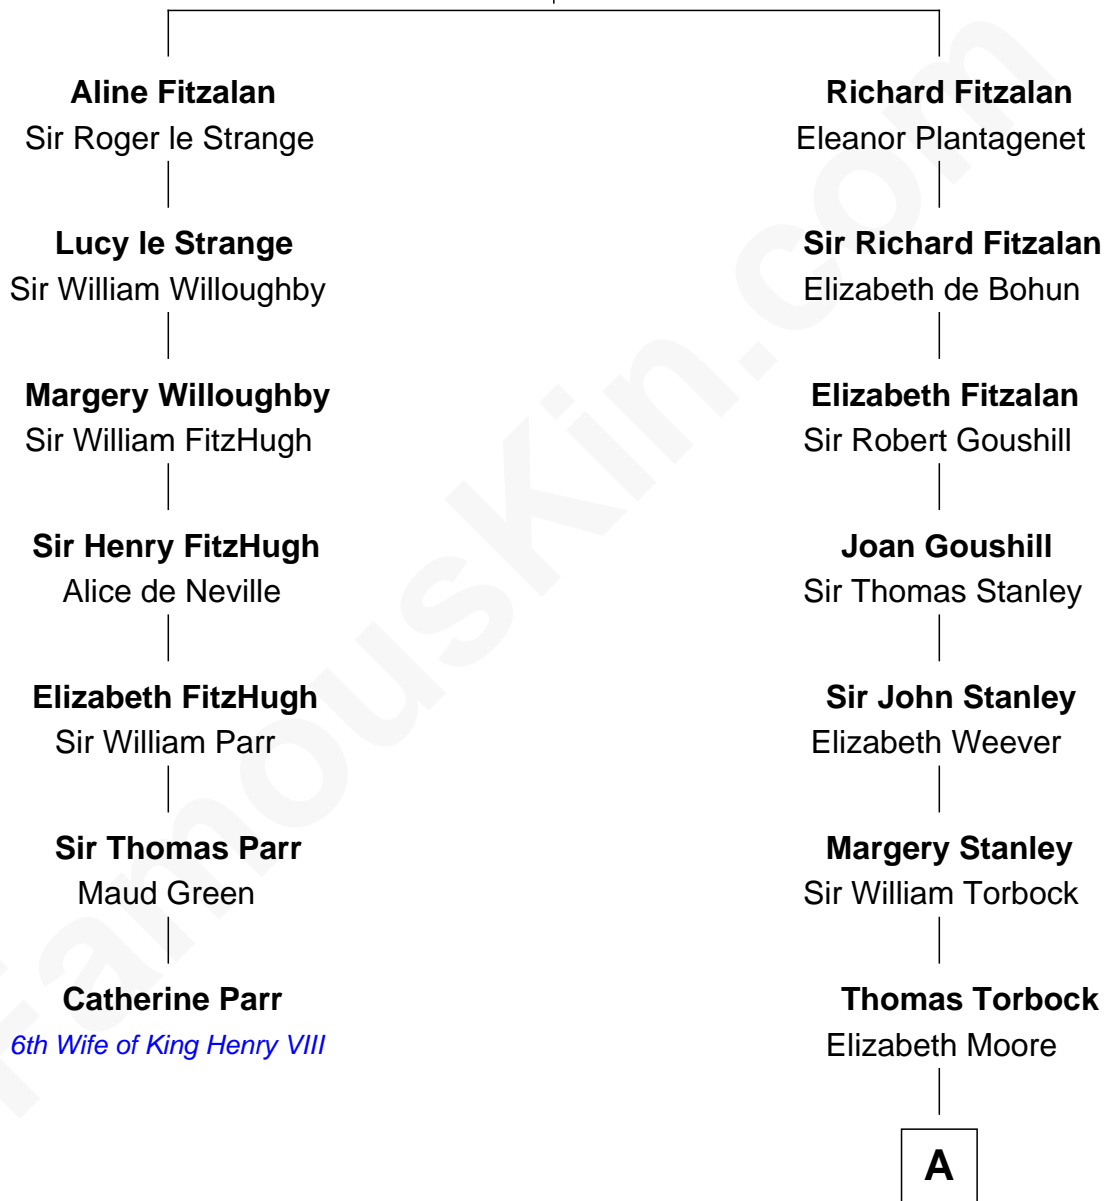 Aline Fitzalan
Sir Roger le Strange
Lucy le Strange
Sir William Willoughby
Margery Willoughby
Sir William FitzHugh
Sir Henry FitzHugh
Alice de Neville
Elizabeth FitzHugh
Sir William Parr
Sir Thomas Parr
Maud Green
Catherine Parr
6th Wife of King Henry VIII
Richard Fitzalan
Eleanor Plantagenet
Sir Richard Fitzalan
Elizabeth de Bohun
Elizabeth Fitzalan
Sir Robert Goushill
Joan Goushill
Sir Thomas Stanley
Sir John Stanley
Elizabeth Weever
Margery Stanley
Sir William Torbock
Thomas Torbock
Elizabeth Moore
A
FamousKin.com